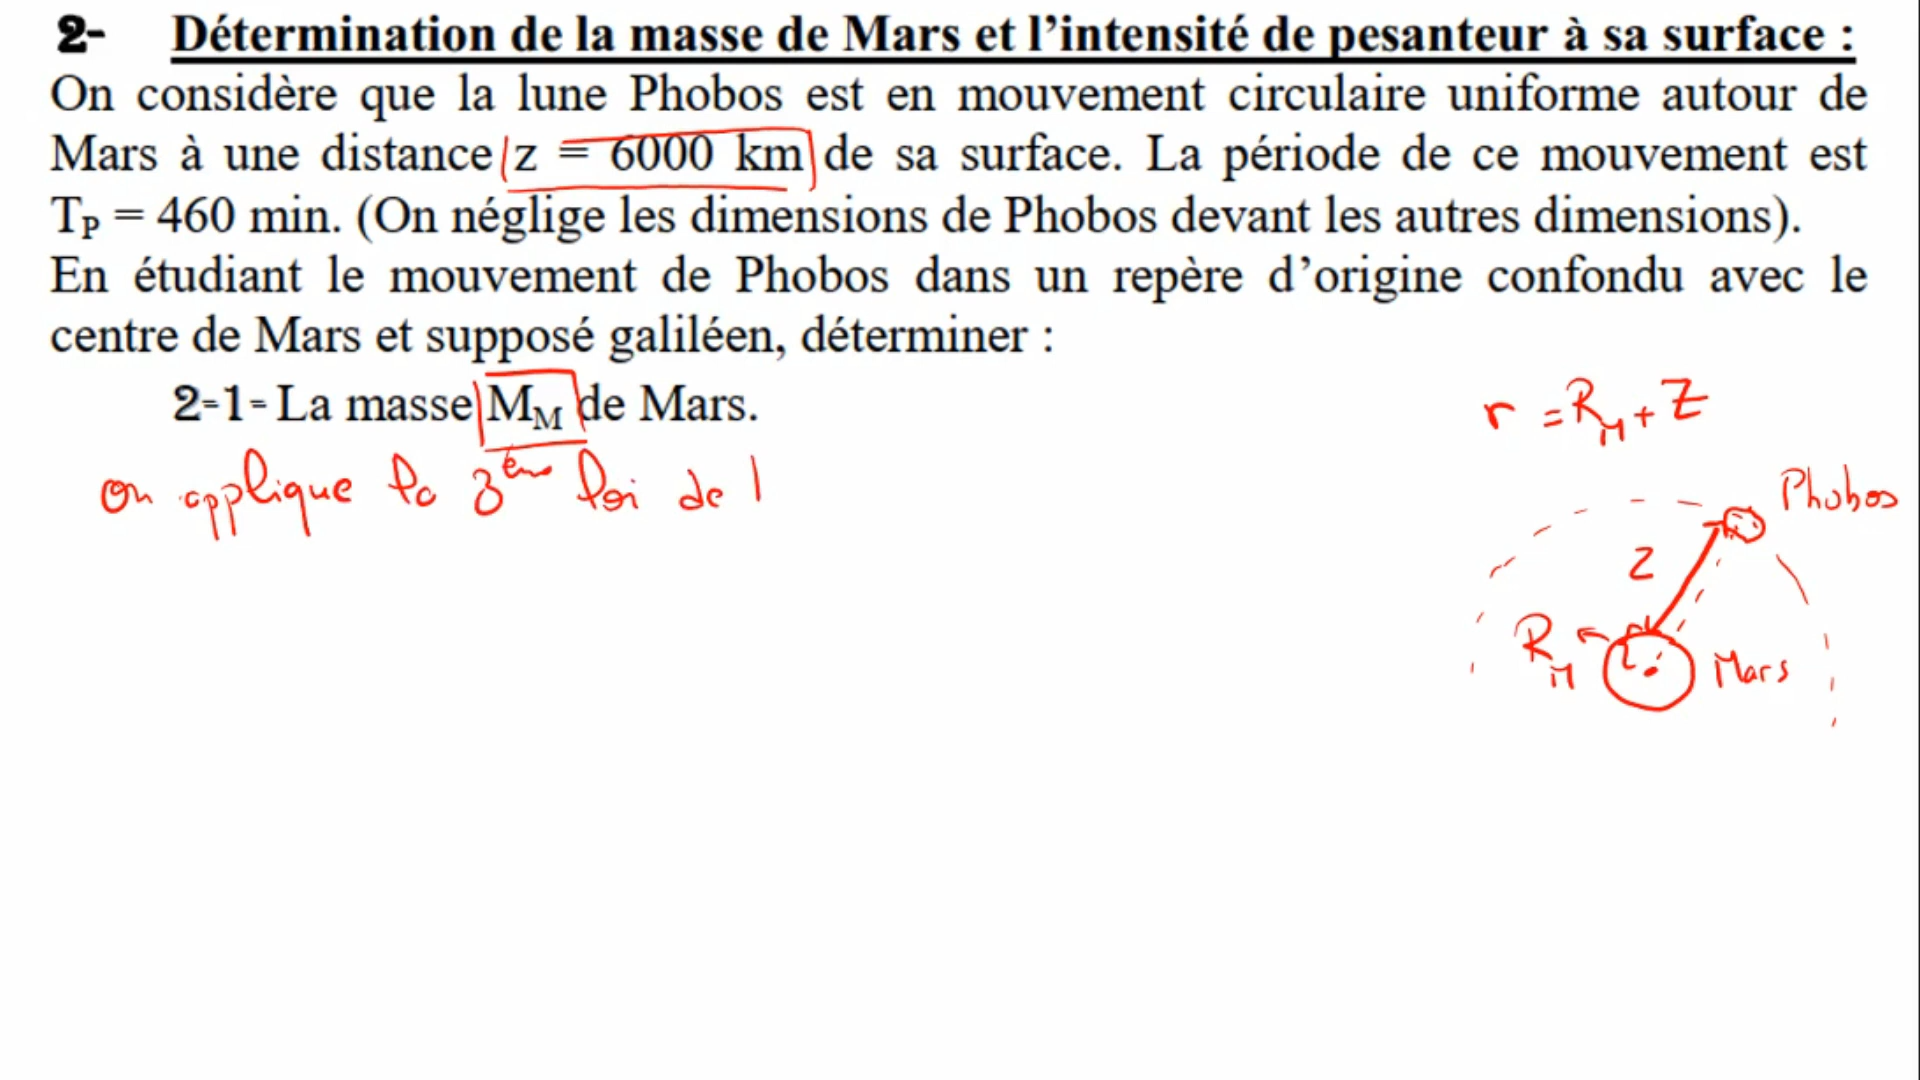 2- Détermination de la masse de Mars et l'intensité de pesanteur à sa surface :
On considère que la lune Phobos est en mouvement circulaire uniforme autour de
Mars à une distance z = 6000 km de sa surface. La période de ce mouvement est
T_P = 460 min. (On néglige les dimensions de Phobos devant les autres dimensions).
En étudiant le mouvement de Phobos dans un repère d'origine confondu avec le
centre de Mars et supposé galiléen, déterminer :
2-1- La masse M_M de Mars.
r = R_M + Z
on applique la 3ème loi de
Phobos
Z
R_M
Mars